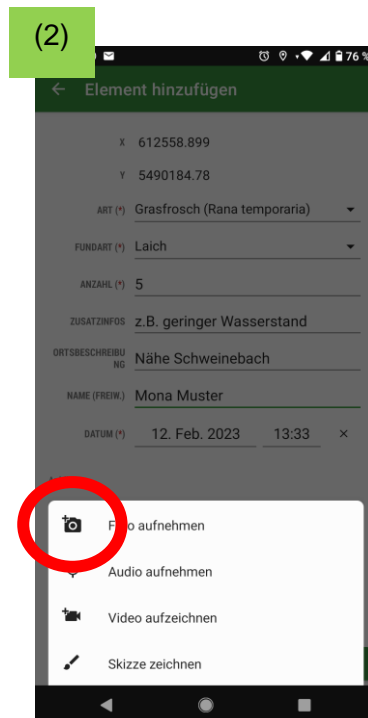 (2)
76 %
Element hinzufügen
X 612558.899
Y 5490184.78
ART (*) Grasfrosch (Rana temporaria)
FUNDART (*) Laich
ANZAHL (*) 5
ZUSATZINFOS z.B. geringer Wasserstand
ORTSBESCHREIBU
NG Nähe Schweinebach
NAME (FREIW.) Mona Muster
DATUM (*) 12. Feb. 2023 13:33 ×
aufnehmen
Audio aufnehmen
Video aufzeichnen
Skizze zeichnen